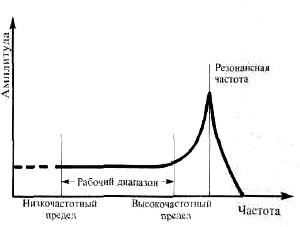 Амплитуда
Резонансная
частота
Рабочий диапазон
Низкочастотный
предел
Высокочастотный
предел
Частота